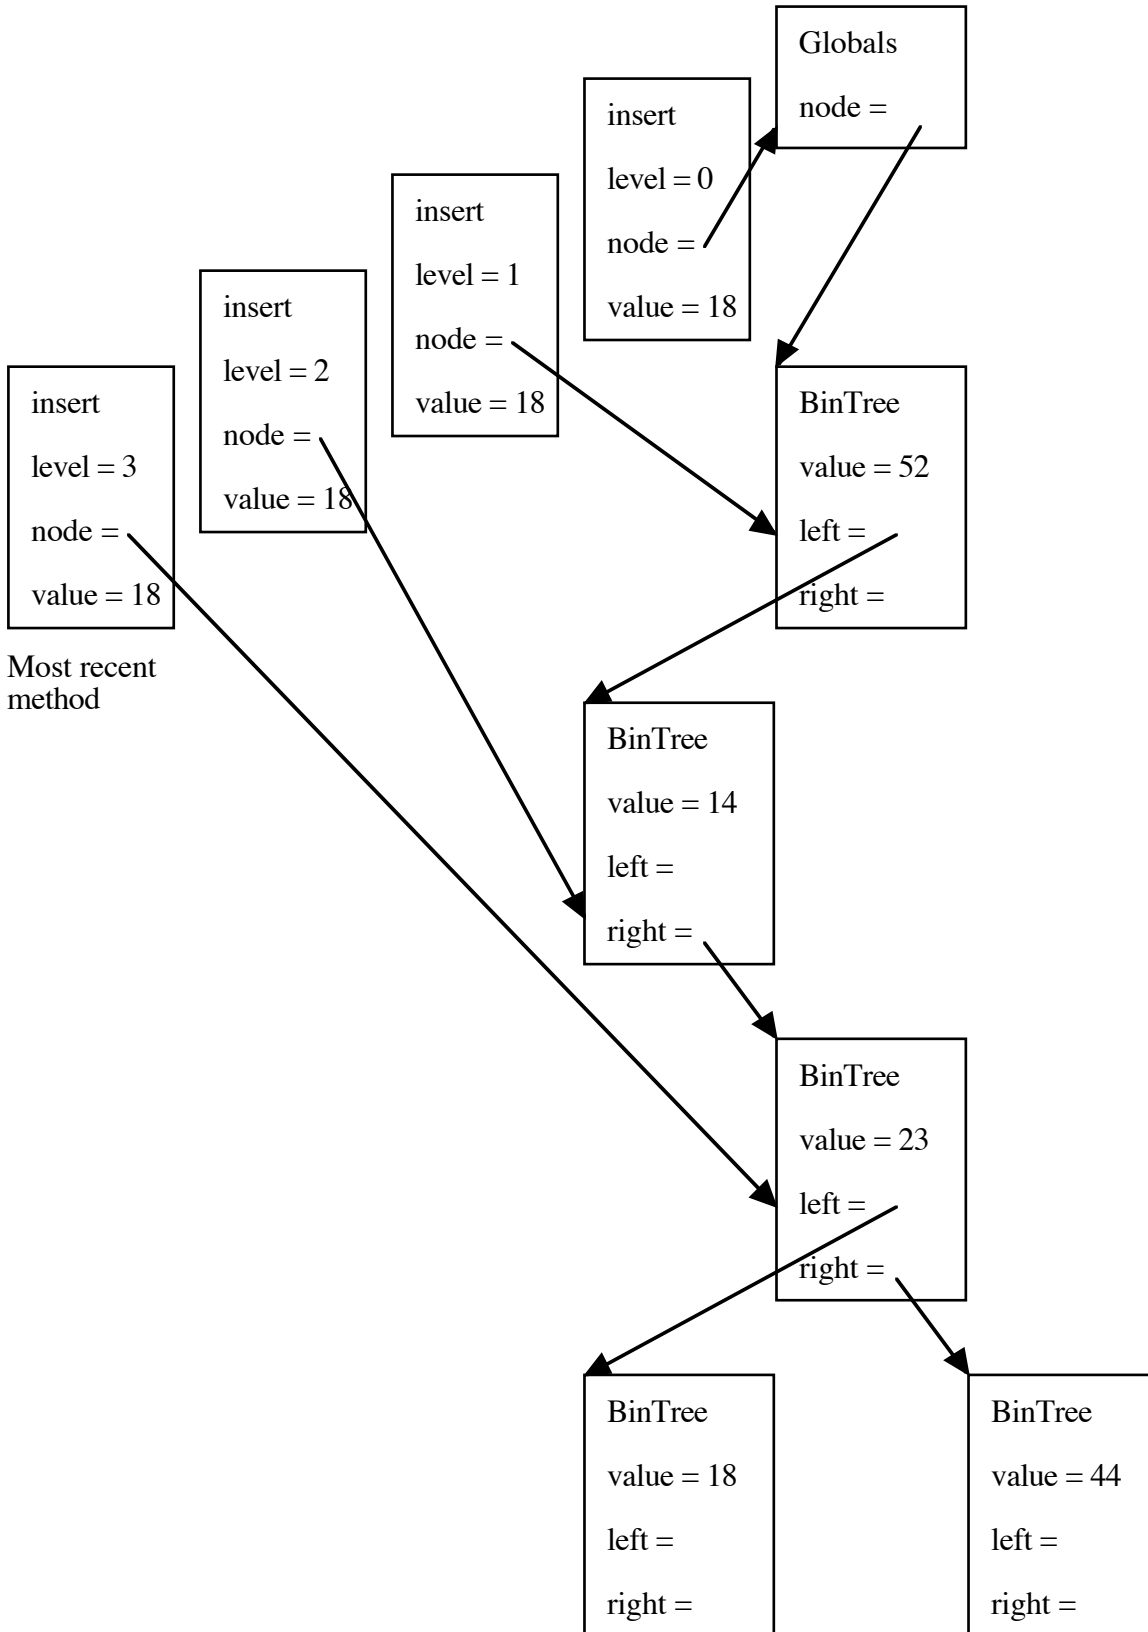 Globals
node =
insert
level = 0
node =
value = 18
insert
level = 1
node =
value = 18
insert
level = 2
node =
value = 18
insert
level = 3
node =
value = 18
Most recent
method
BinTree
value = 52
left =
right =
BinTree
value = 14
left =
right =
BinTree
value = 23
left =
right =
BinTree
value = 18
left =
right =
BinTree
value = 44
left =
right =